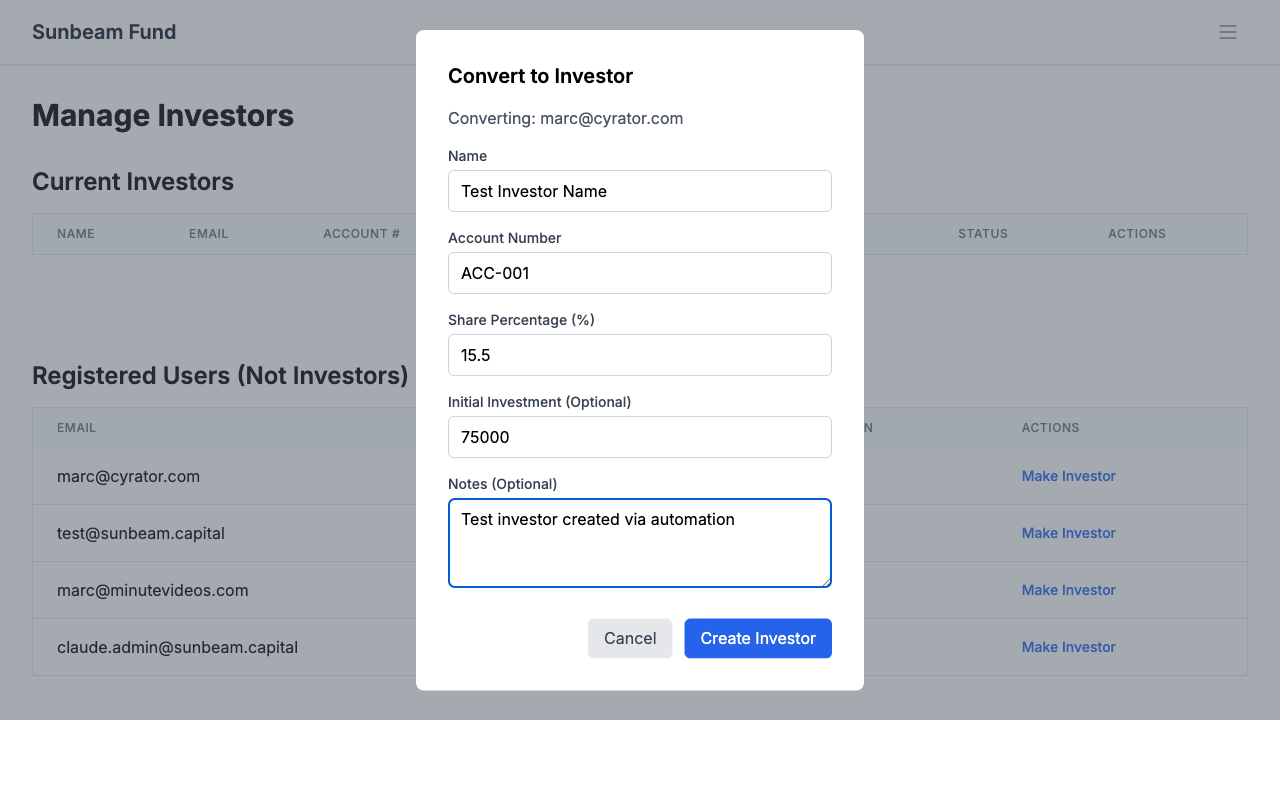 Sunbeam Fund
Convert to Investor
Manage Investors
Converting: marc@cyrator.com
Name
Test Investor Name
Current Investors
NAME EMAIL ACCOUNT # STATUS ACTIONS
Account Number
ACC-001
Share Percentage (%)
15.5
Registered Users (Not Investors)
Initial Investment (Optional)
75000
EMAIL N ACTIONS
marc@cyrator.com Make Investor
Notes (Optional)
Test investor created via automation
test@sunbeam.capital Make Investor
marc@minutevideos.com Make Investor
Cancel Create Investor
claude.admin@sunbeam.capital Make Investor